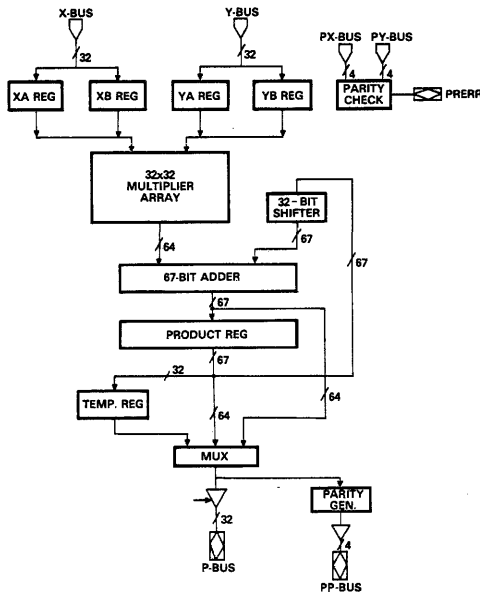 X-BUS
Y-BUS
PX-BUS
PY-BUS
32
32
4
4
XA REG
XB REG
YA REG
YB REG
PARITY
CHECK
PRERR
32x32
MULTIPLIER
ARRAY
32-BIT
SHIFTER
64
67
67
67-BIT ADDER
67
PRODUCT REG
67
32
TEMP. REG
64
64
MUX
PARITY
GEN.
32
4
P-BUS
PP-BUS